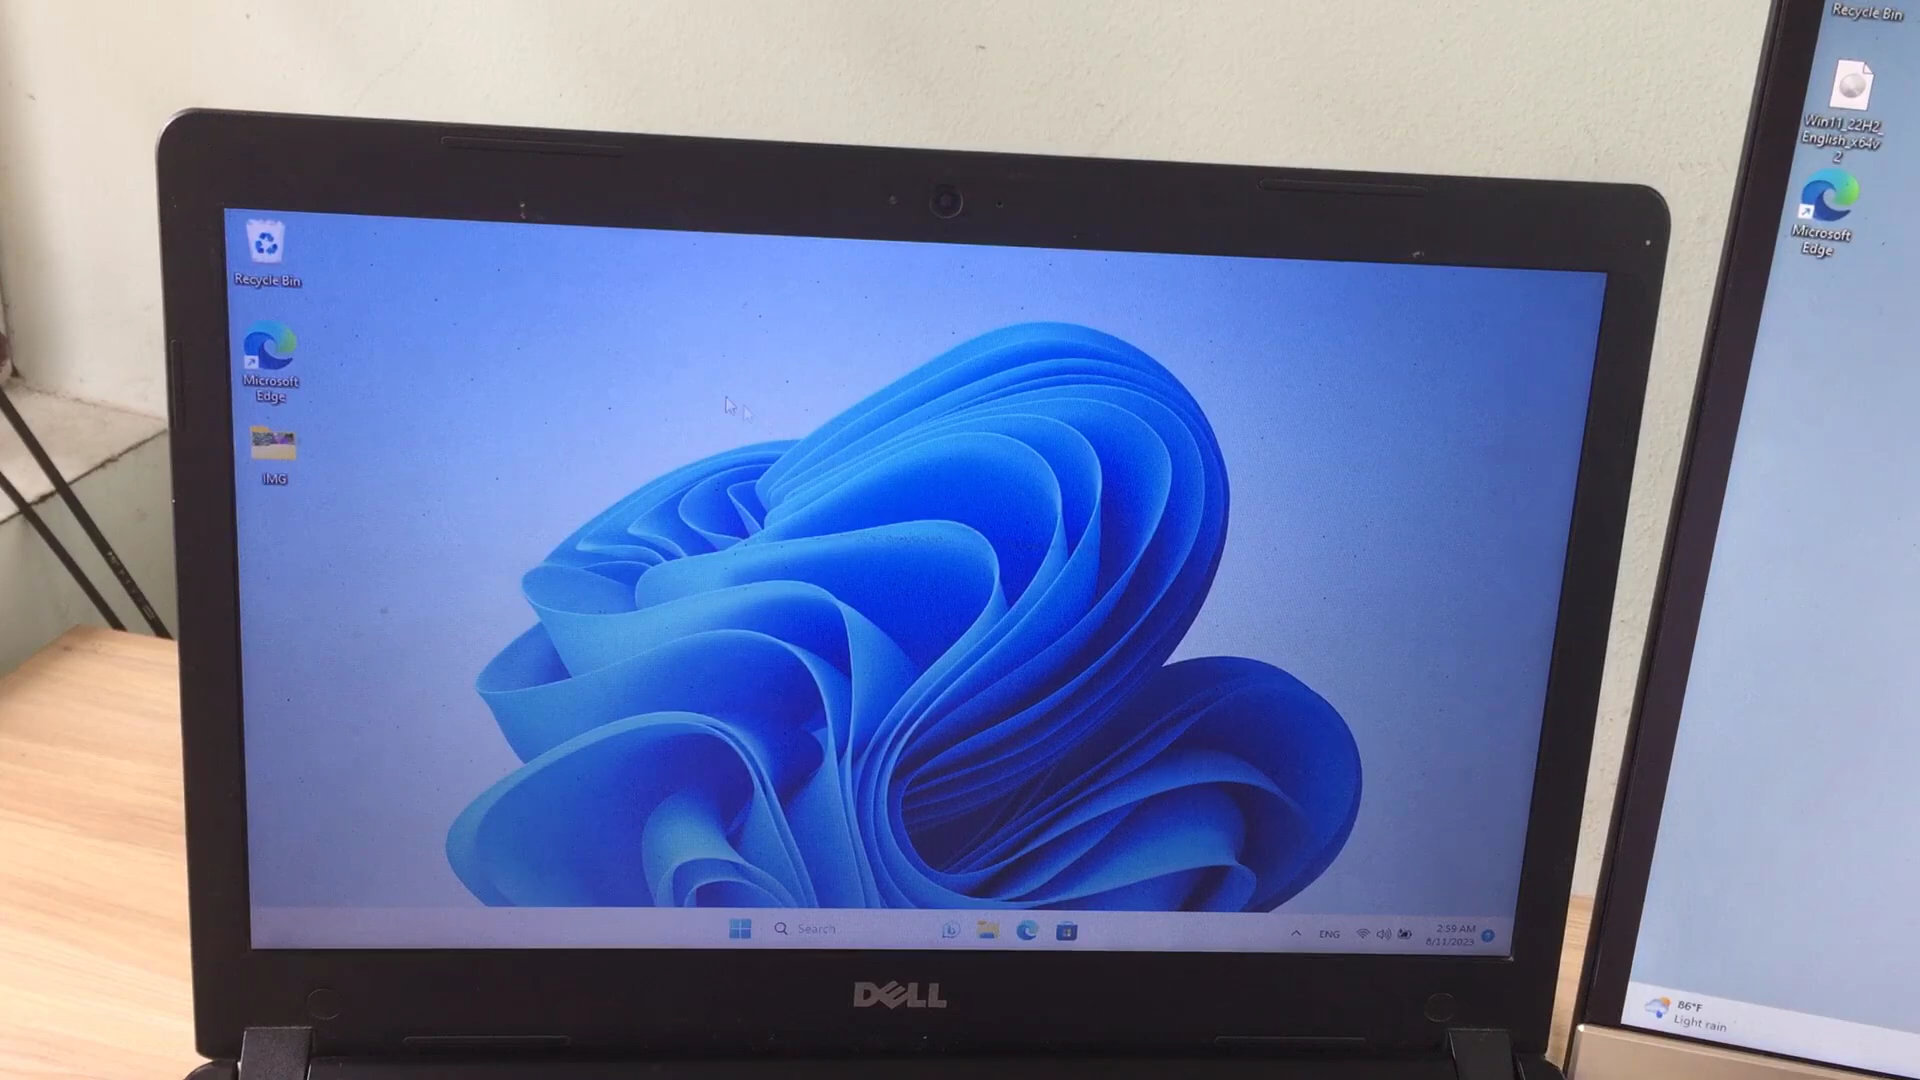 Recycle Bin
Microsoft
Edge
IMG
Search
ENG
2:59 AM
8/11/2023
DELL
Recycle Bin
Win11_22H2_
English_x64v
2
Microsoft
Edge
86°F
Light rain